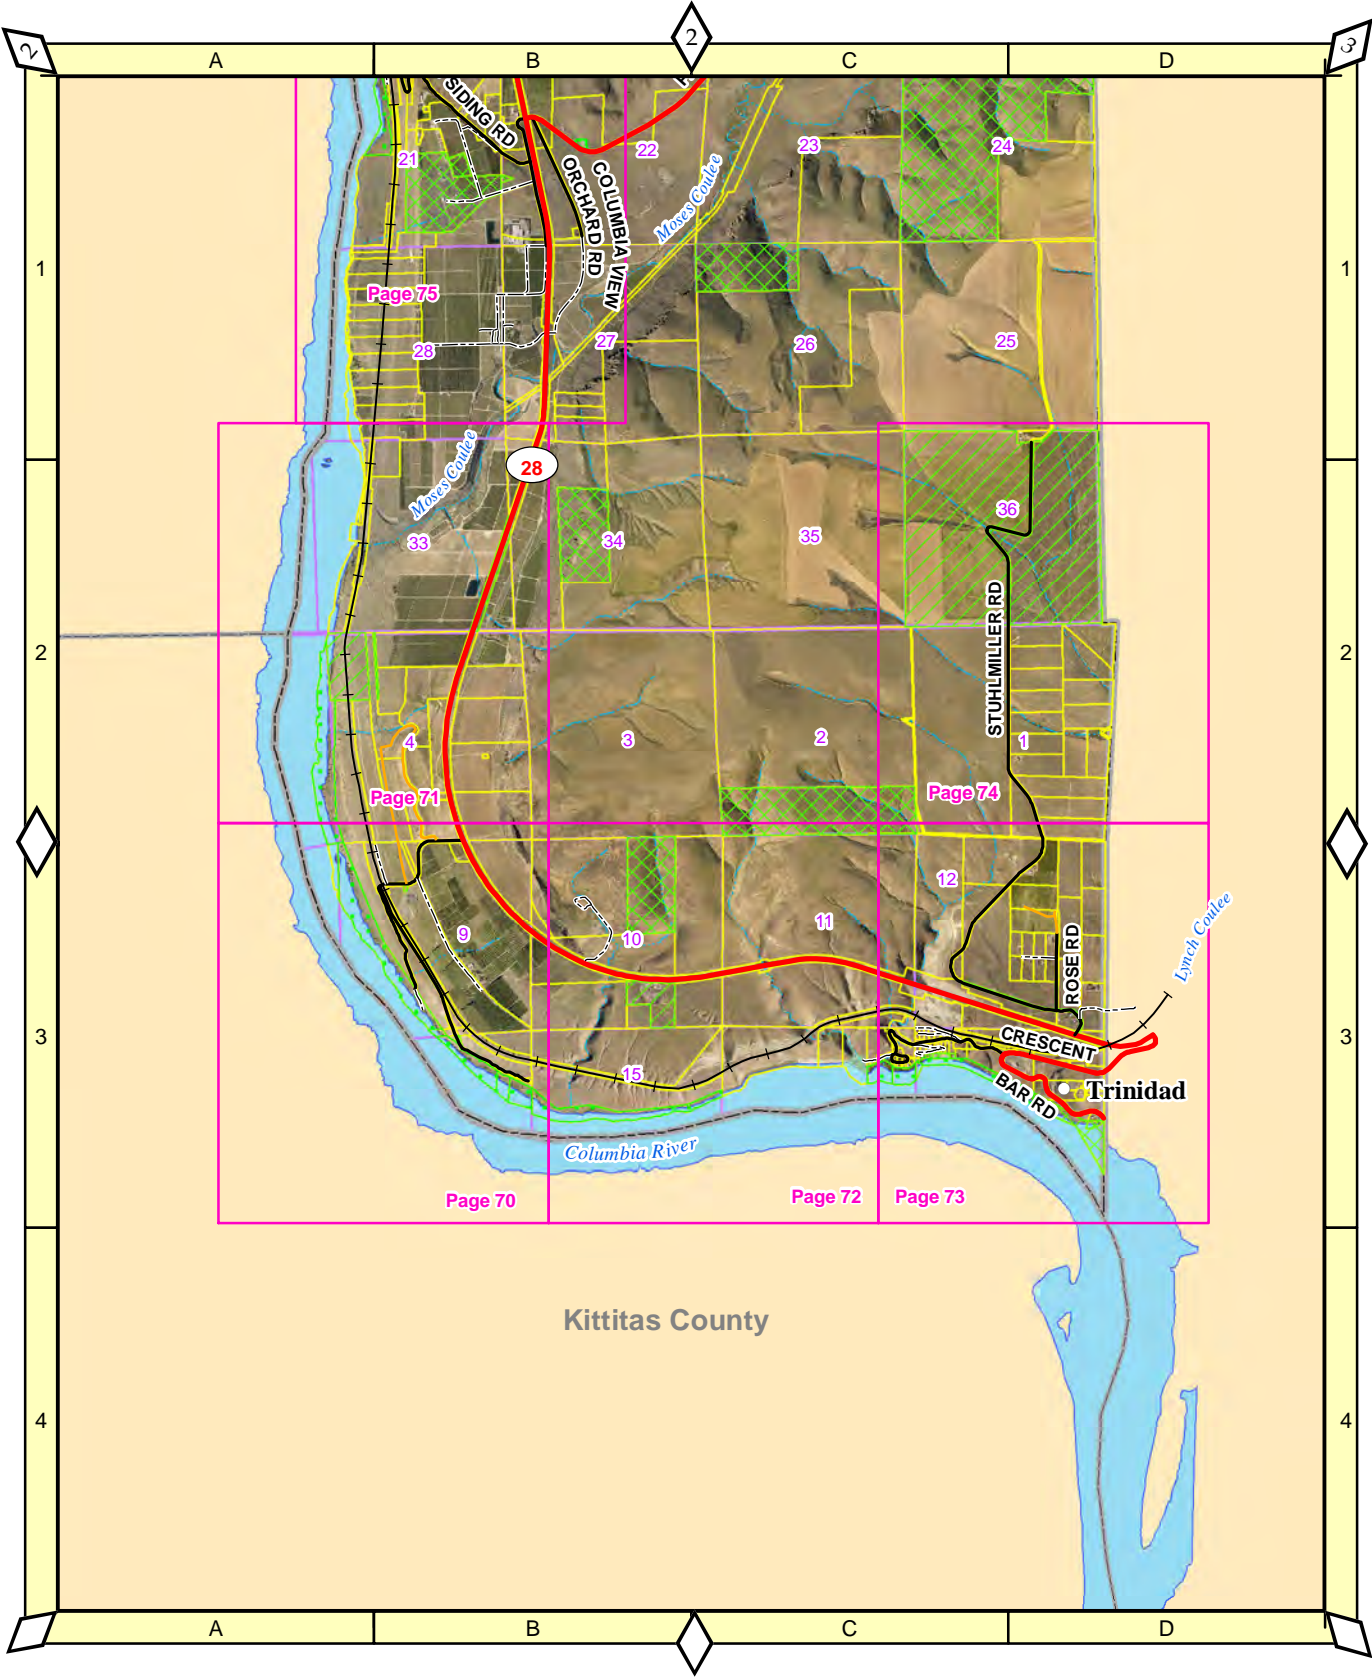 2
2
3
A
B
C
D
SIDING RD
21
22
23
24
COLUMBIA VIEW
ORCHARD RD
Moses Coulee
1
1
Page 75
28
27
26
25
28
Moses Coulee
33
34
35
36
STUHLMILLER RD
2
2
4
3
2
1
Page 71
Page 74
12
9
10
11
ROSE RD
Lynch Coulee
3
3
CRESCENT
BAR RD
15
Trinidad
Columbia River
Page 70
Page 72
Page 73
Kittitas County
4
4
A
B
C
D